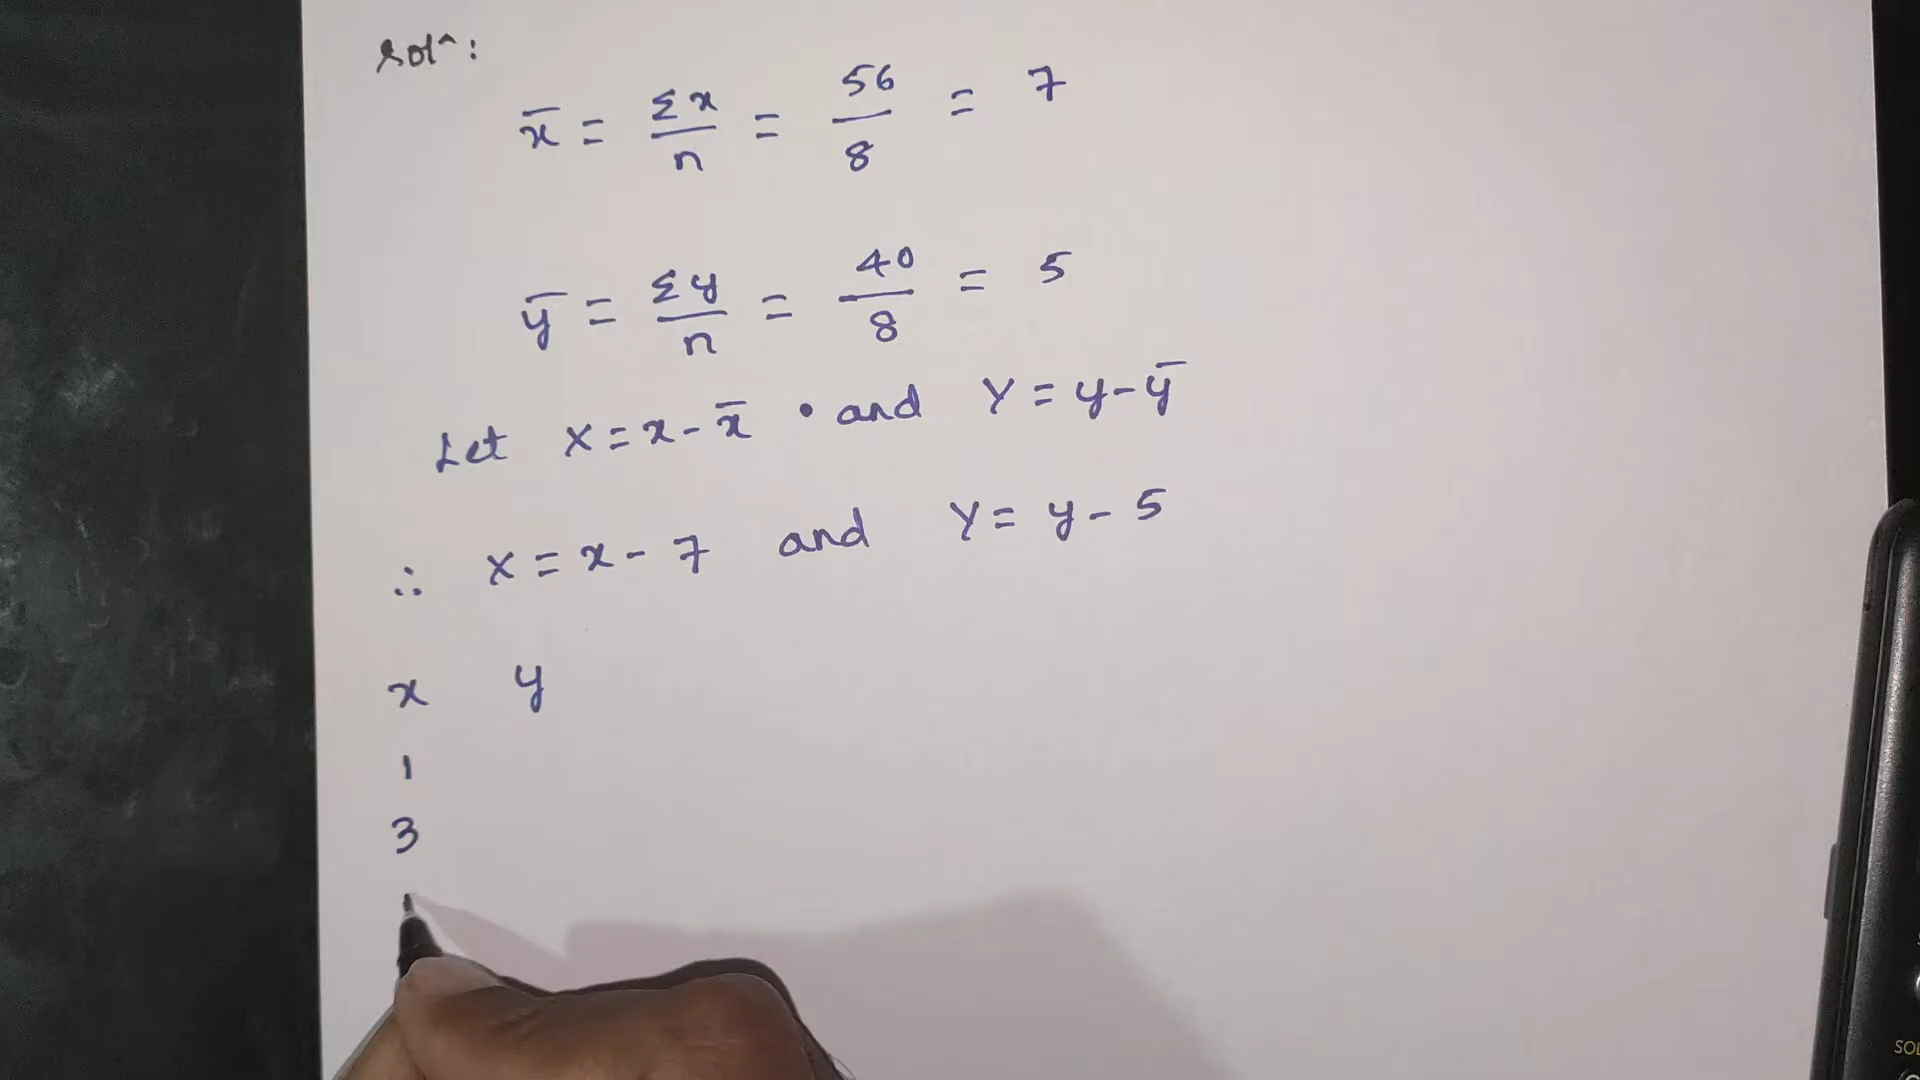 Solⁿ:
x̄ = Σx/n = 56/8 = 7
ȳ = Σy/n = 40/8 = 5
Let X = x - x̄ and Y = y - ȳ
∴ X = x - 7 and Y = y - 5
x y
1
3